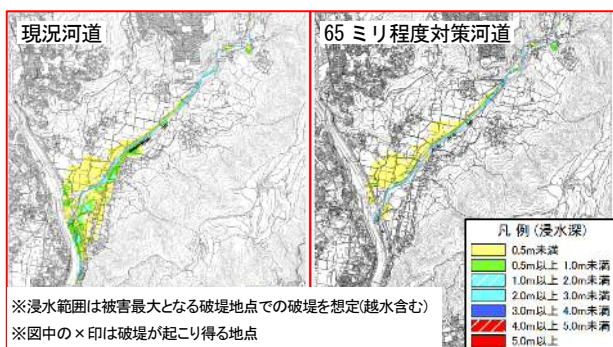 現況河道
65 ミリ程度対策河道
凡 例 (浸水深)
0.5m未満
0.5m以上 1.0m未満
1.0m以上 2.0m未満
2.0m以上 3.0m未満
3.0m以上 4.0m未満
4.0m以上 5.0m未満
5.0m以上
※浸水範囲は被害最大となる破堤地点での破堤を想定(越水含む)
※図中の×印は破堤が起こり得る地点